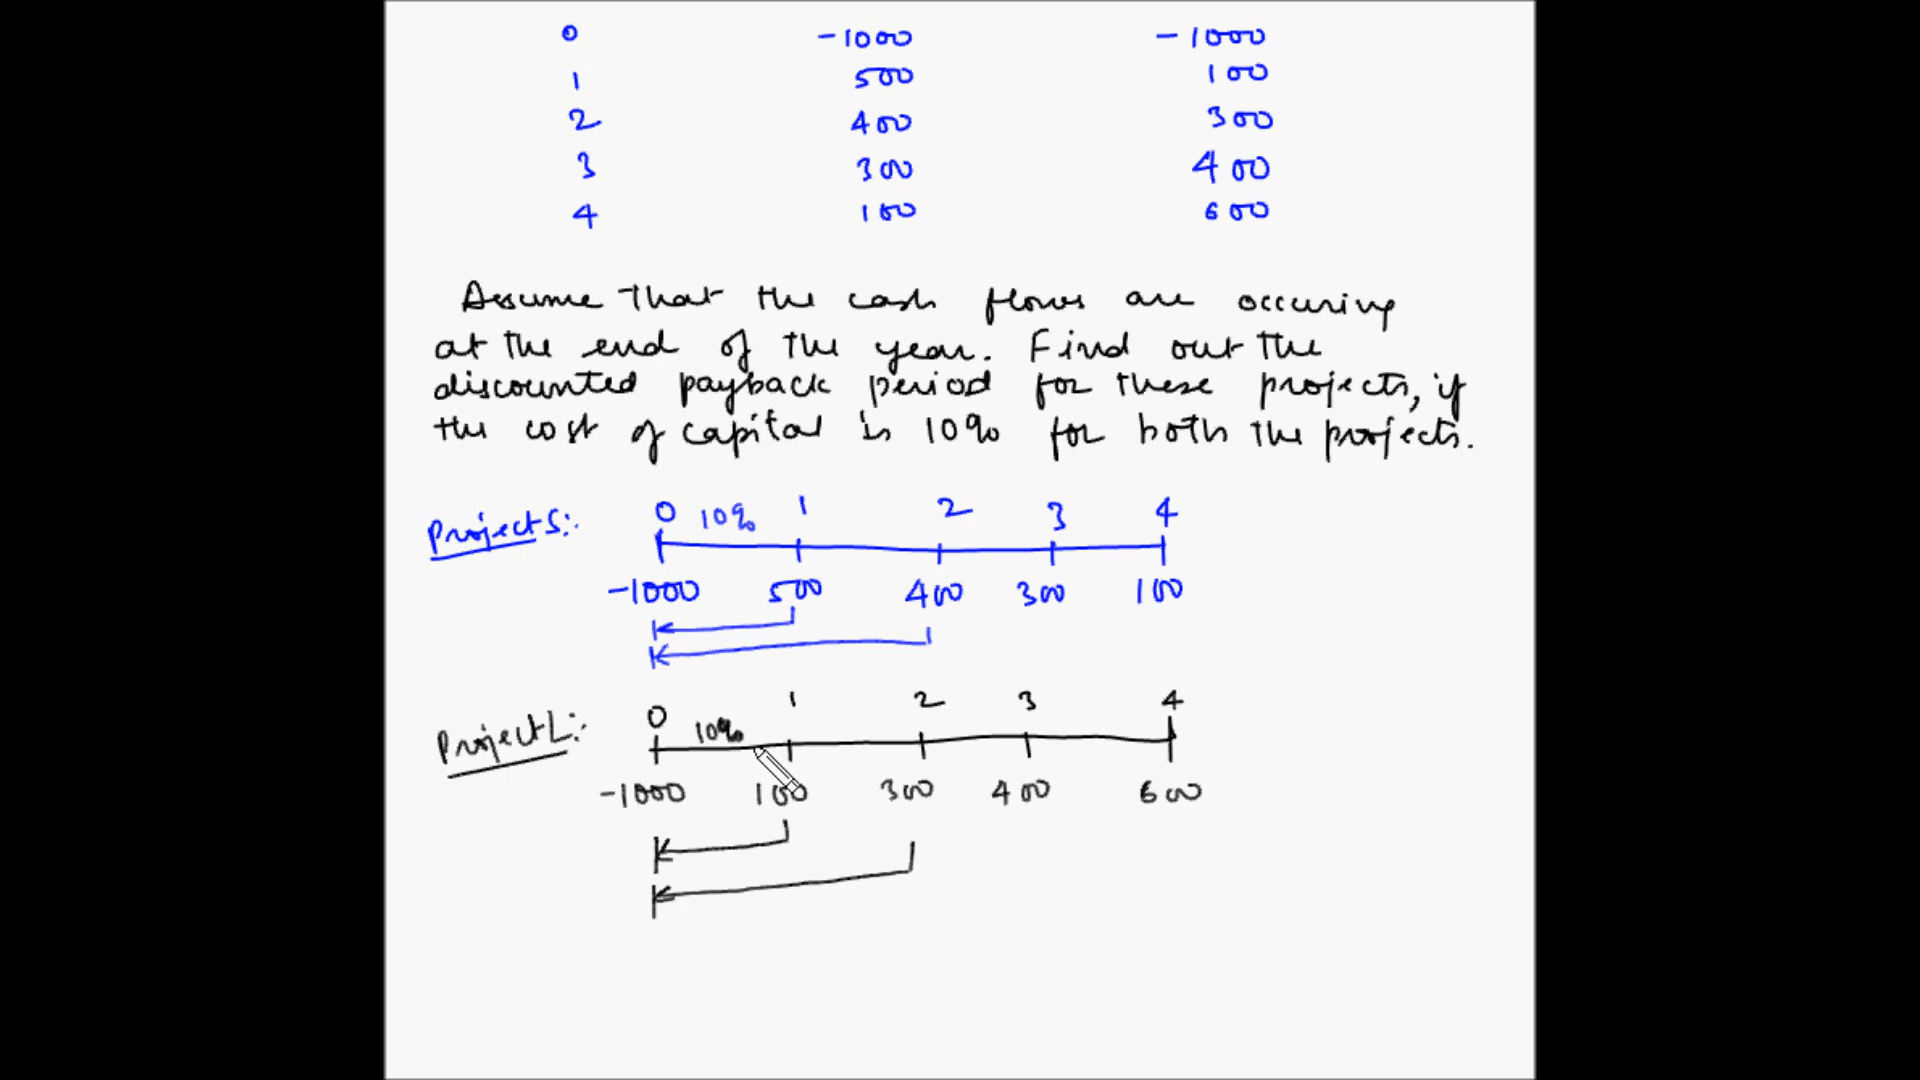 0 -1000 -1000
1 500 100
2 400 300
3 300 400
4 100 600
Assume that the cash flows are occuring
at the end of the year. Find out the
discounted payback period for these projects, if
the cost of capital is 10% for both the projects.
Project S:- 0 10% 1 2 3 4
-1000 500 400 300 100
Project L:- 0 10% 1 2 3 4
-1000 100 300 400 600